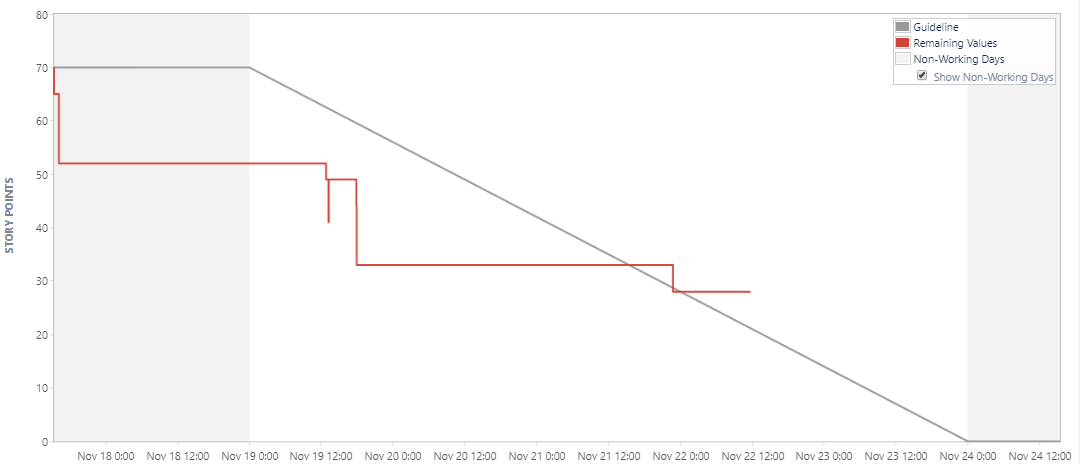 80
70
60
50
40
30
20
10
0
STORY POINTS
Guideline
Remaining Values
Non-Working Days
Show Non-Working Days
Nov 18 0:00 Nov 18 12:00 Nov 19 0:00 Nov 19 12:00 Nov 20 0:00 Nov 20 12:00 Nov 21 0:00 Nov 21 12:00 Nov 22 0:00 Nov 22 12:00 Nov 23 0:00 Nov 23 12:00 Nov 24 0:00 Nov 24 12:00